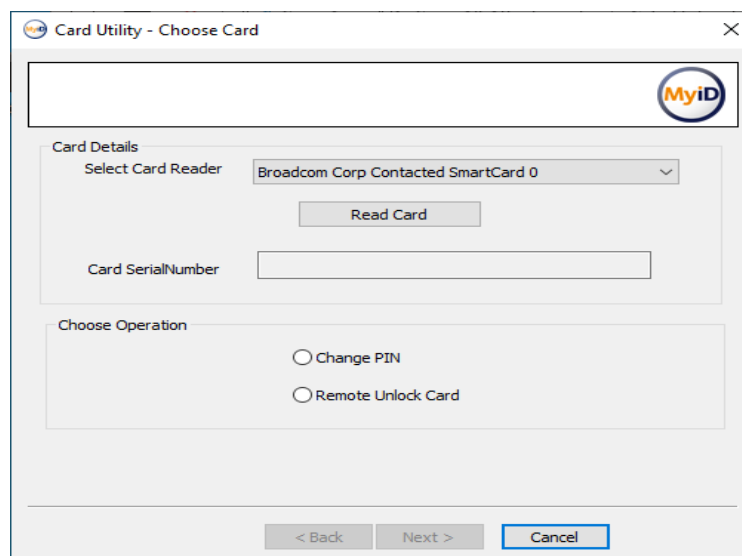 MyiD Card Utility - Choose Card
MyiD
Card Details
Select Card Reader Broadcom Corp Contacted SmartCard 0
Read Card
Card SerialNumber
Choose Operation
Change PIN
Remote Unlock Card
< Back Next > Cancel